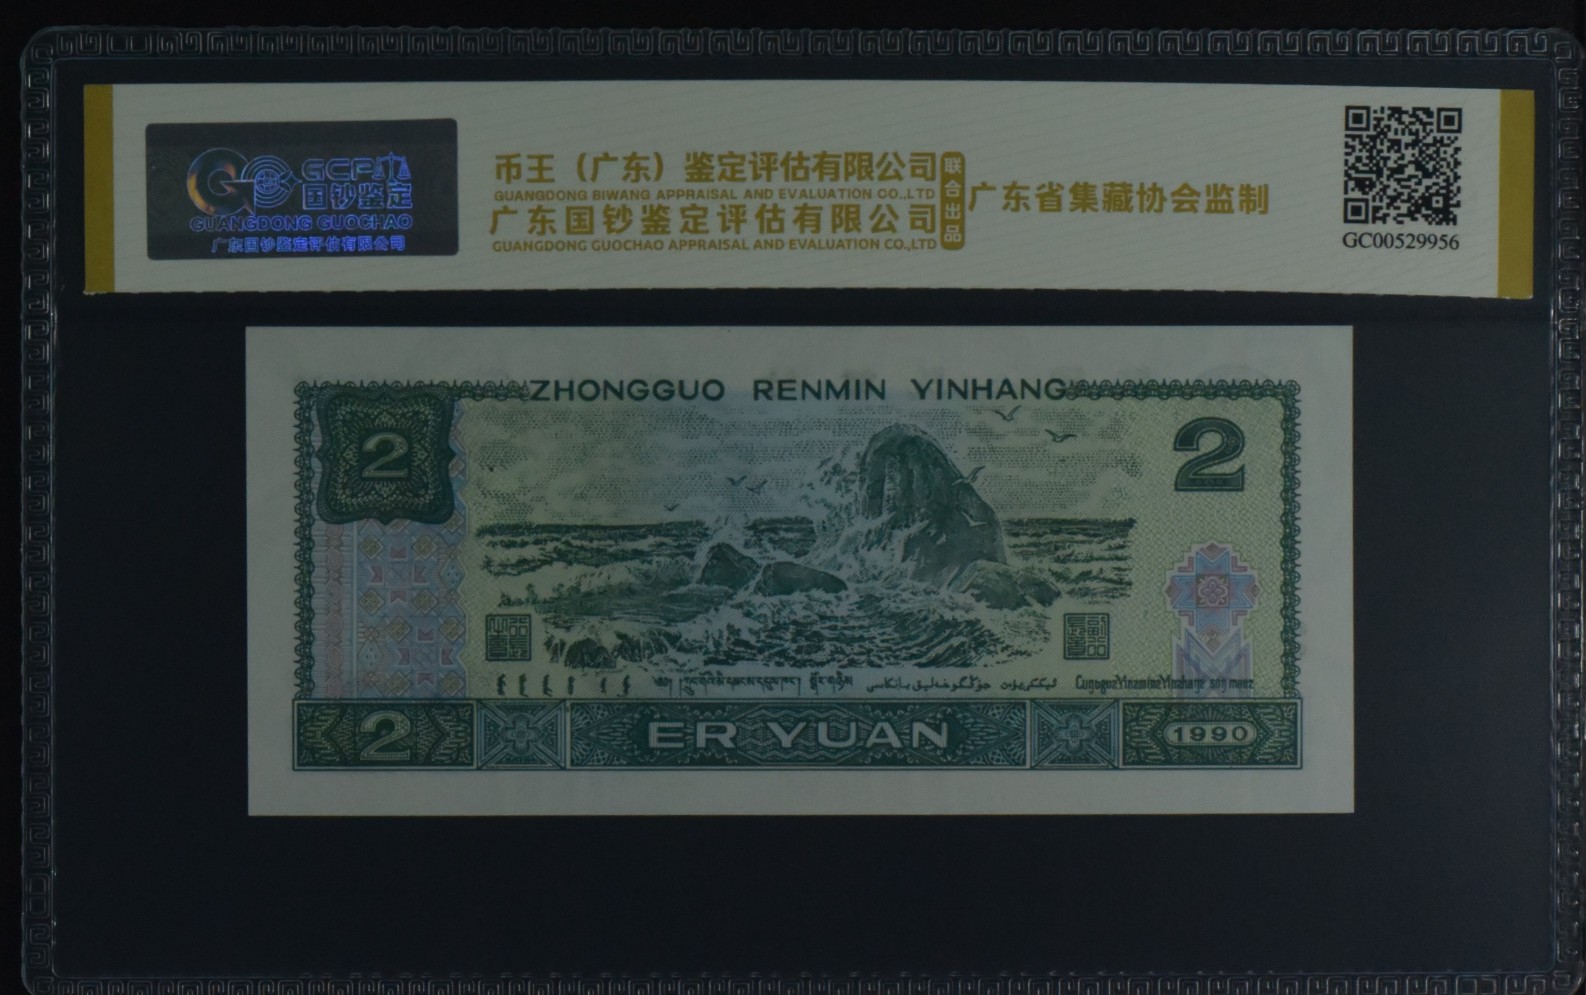 GCP
国钞鉴定
GUANGDONG GUOCHAO
广东国钞鉴定评估有限公司
币王（广东）鉴定评估有限公司
GUANGDONG BIWANG APPRAISAL AND EVALUATION CO.,LTD
广东国钞鉴定评估有限公司
GUANGDONG GUOCHAO APPRAISAL AND EVALUATION CO.,LTD
联合出品
广东省集藏协会监制
GC00529956
ZHONGGUO RENMIN YINHANG
2
2
2
ER YUAN
1990